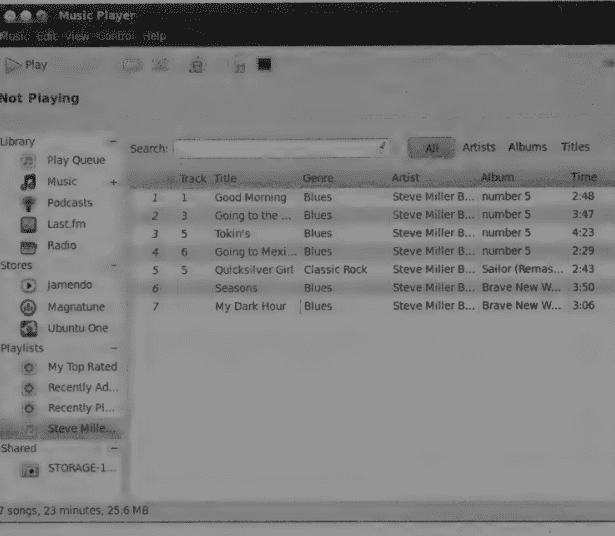 Music Player
Music Edit View Control Help
Play
Not Playing
Library –
Search:
All Artists Albums Titles
Play Queue
Track Title Genre Artist Album Time
Music +
1 1 Good Morning Blues Steve Miller B... number 5 2:48
Podcasts
2 3 Going to the ... Blues Steve Miller B... number 5 3:47
Last.fm
3 5 Tokin's Blues Steve Miller B... number 5 4:23
Radio
4 6 Going to Mexi... Blues Steve Miller B... number 5 2:29
Stores –
5 5 Quicksilver Girl Classic Rock Steve Miller B... Sailor (Remas... 2:43
Jamendo
6 Seasons Blues Steve Miller B... Brave New W... 3:50
Magnatune
7 My Dark Hour Blues Steve Miller B... Brave New W... 3:06
Ubuntu One
Playlists –
My Top Rated
Recently Ad...
Recently Pl...
Steve Mille...
Shared –
STORAGE-1...
7 songs, 23 minutes, 25.6 MB